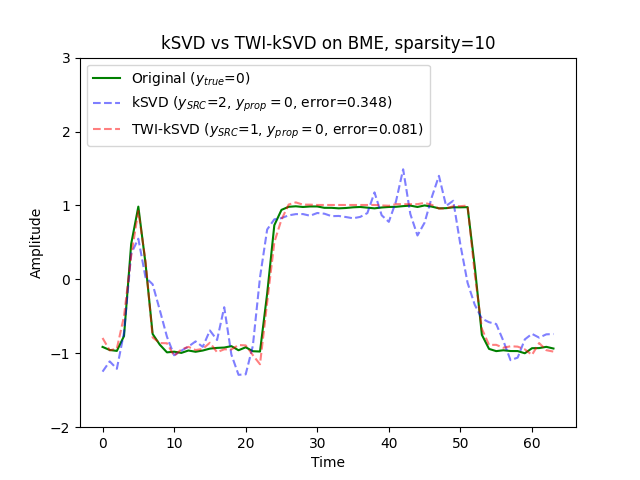 kSVD vs TWI-kSVD on BME, sparsity=10
Original (y_true=0)
kSVD (y_SRC=2, y_prop = 0, error=0.348)
TWI-kSVD (y_SRC=1, y_prop = 0, error=0.081)
Amplitude
3
2
1
0
−1
−2
0 10 20 30 40 50 60
Time